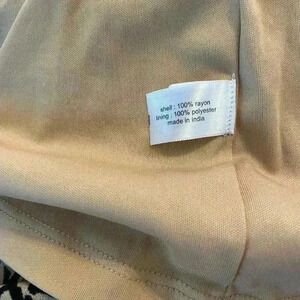 shell : 100% rayon
lining : 100% polyester
made in india